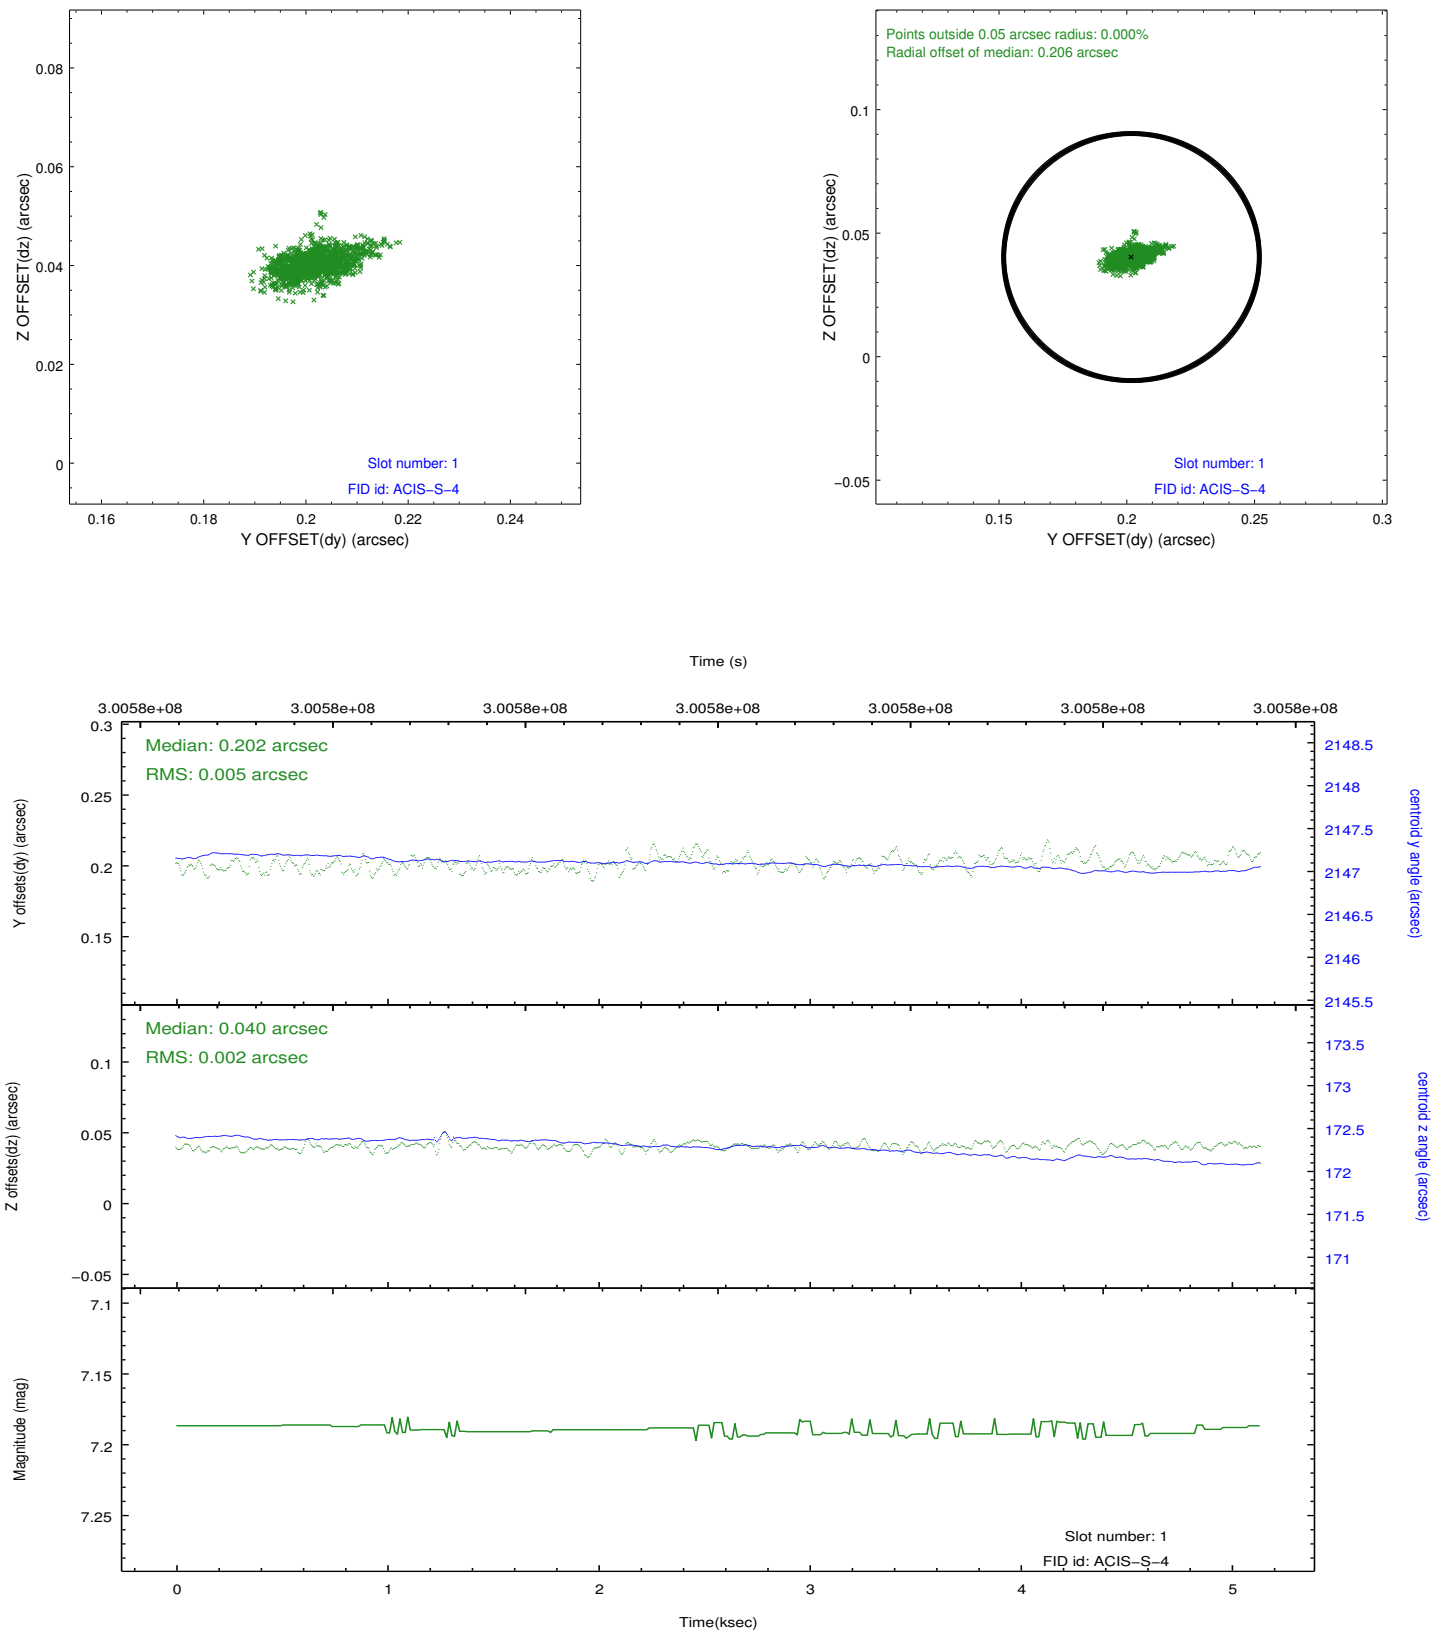 0.08
0.06
0.04
0.02
0
Z OFFSET(dz) (arcsec)
Slot number: 1
FID id: ACIS−S−4
0.16 0.18 0.2 0.22 0.24
Y OFFSET(dy) (arcsec)
Points outside 0.05 arcsec radius: 0.000%
Radial offset of median: 0.206 arcsec
0.1
0.05
0
−0.05
Z OFFSET(dz) (arcsec)
Slot number: 1
FID id: ACIS−S−4
0.15 0.2 0.25 0.3
Y OFFSET(dy) (arcsec)
Time (s)
3.0058e+08 3.0058e+08 3.0058e+08 3.0058e+08 3.0058e+08 3.0058e+08 3.0058e+08
0.3
0.25
0.2
0.15
Y offsets(dy) (arcsec)
Median: 0.202 arcsec
RMS: 0.005 arcsec
2148.5
2148
2147.5
2147
2146.5
2146
2145.5
centroid y angle (arcsec)
0.1
0.05
0
−0.05
Z offsets(dz) (arcsec)
Median: 0.040 arcsec
RMS: 0.002 arcsec
173.5
173
172.5
172
171.5
171
centroid z angle (arcsec)
7.1
7.15
7.2
7.25
Magnitude (mag)
Slot number: 1
FID id: ACIS−S−4
0 1 2 3 4 5
Time(ksec)